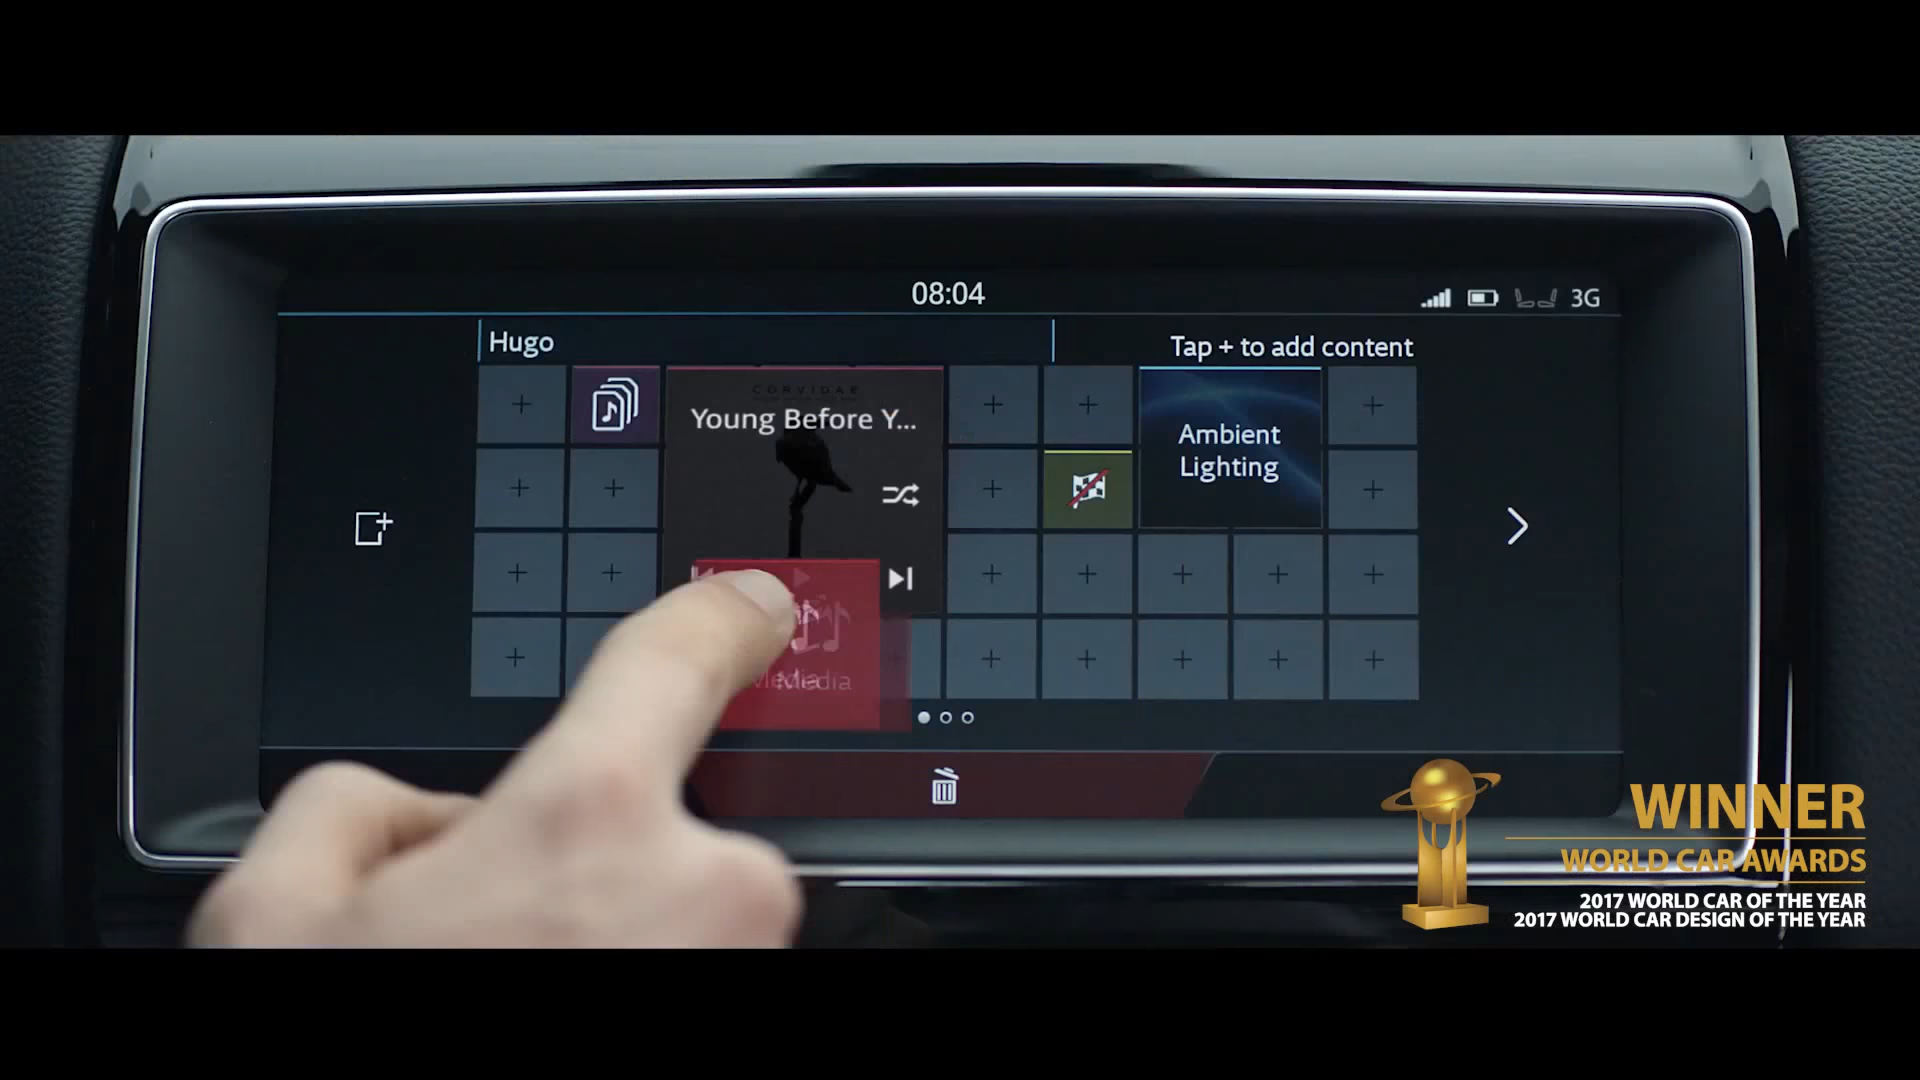 08:04
3G
Hugo
Tap + to add content
CORVIDAE
Young Before Y...
Ambient
Lighting
Media
WINNER
WORLD CAR AWARDS
2017 WORLD CAR OF THE YEAR
2017 WORLD CAR DESIGN OF THE YEAR